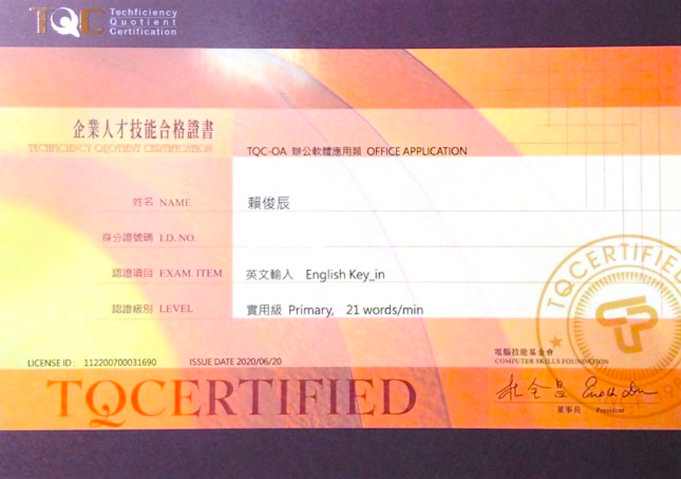 TQC Techficiency
Quotient
Certification
企業人才技能合格證書
TECHFICIENCY QUOTIENT CERTIFICATION
TQC-OA 辦公軟體應用類 OFFICE APPLICATION
姓名 NAME 賴俊辰
身分證號碼 I.D. NO.
認證項目 EXAM. ITEM 英文輸入 English Key_in
認證級別 LEVEL 實用級 Primary, 21 words/min
TQCERTIFIED
電腦技能基金會
COMPUTER SKILLS FOUNDATION
LICENSE ID : 112200700031690 ISSUE DATE 2020/06/20
TQCERTIFIED
董事長 President